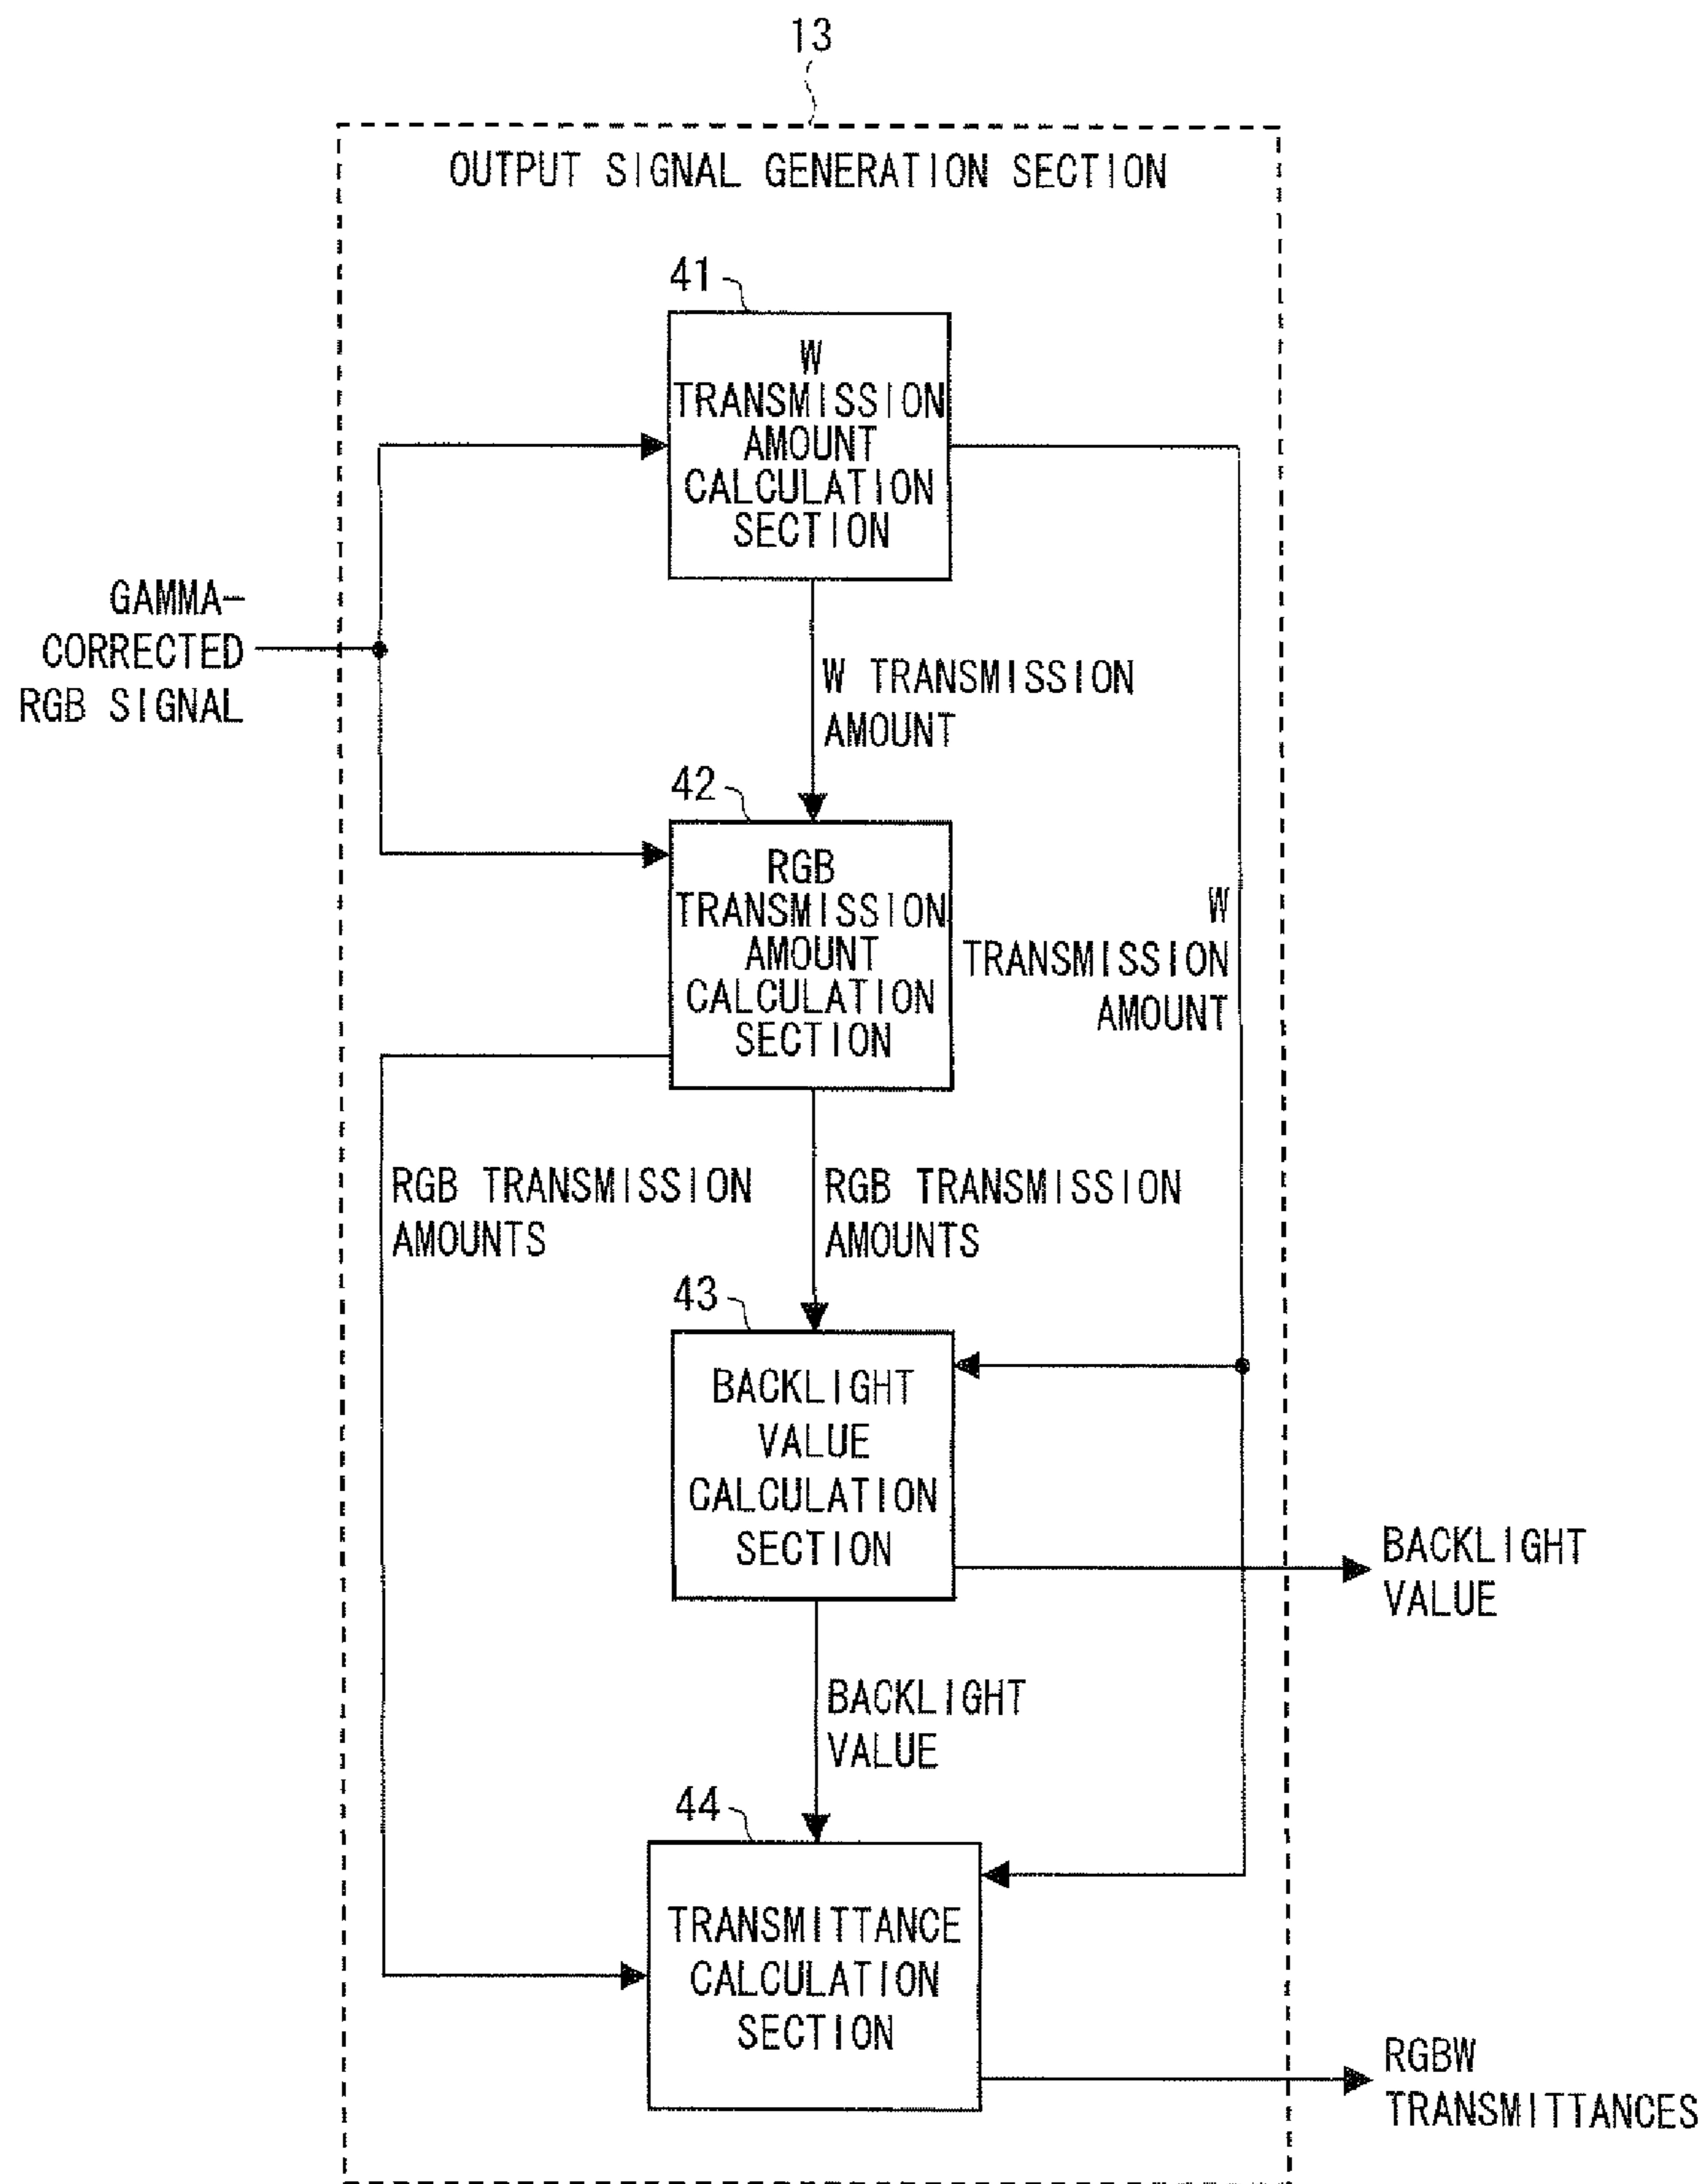 13
OUTPUT SIGNAL GENERATION SECTION
41
W
TRANSMISSION
AMOUNT
CALCULATION
SECTION
GAMMA-
CORRECTED
RGB SIGNAL
W TRANSMISSION
AMOUNT
42
RGB
TRANSMISSION
AMOUNT
CALCULATION
SECTION
W
TRANSMISSION
AMOUNT
RGB TRANSMISSION
AMOUNTS
RGB TRANSMISSION
AMOUNTS
43
BACKLIGHT
VALUE
CALCULATION
SECTION
BACKLIGHT
VALUE
BACKLIGHT
VALUE
44
TRANSMITTANCE
CALCULATION
SECTION
RGBW
TRANSMITTANCES